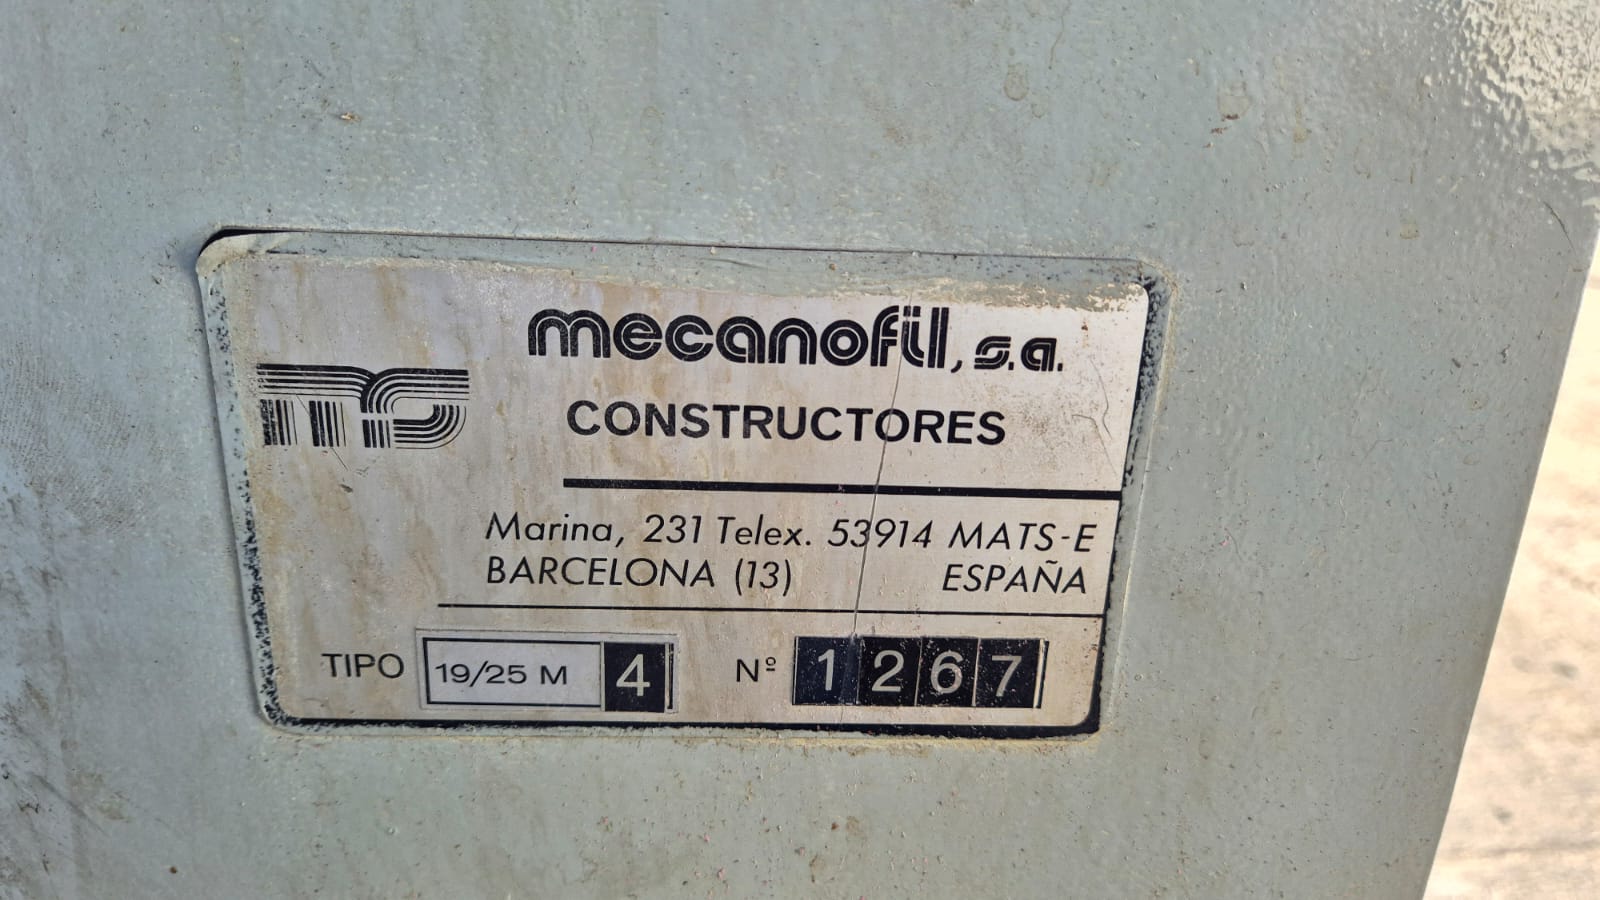 mecanofil, s.a.
CONSTRUCTORES
Marina, 231 Telex. 53914 MATS-E
BARCELONA (13) ESPAÑA
TIPO 19/25 M 4 Nº 1267